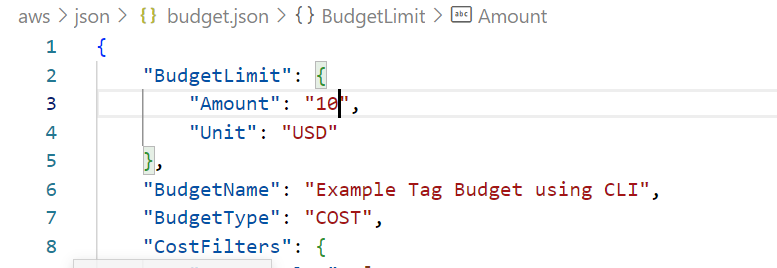 aws > json > {} budget.json > {} BudgetLimit > abc Amount
1 {
2 "BudgetLimit": {
3 "Amount": "10",
4 "Unit": "USD"
5 },
6 "BudgetName": "Example Tag Budget using CLI",
7 "BudgetType": "COST",
8 "CostFilters": {